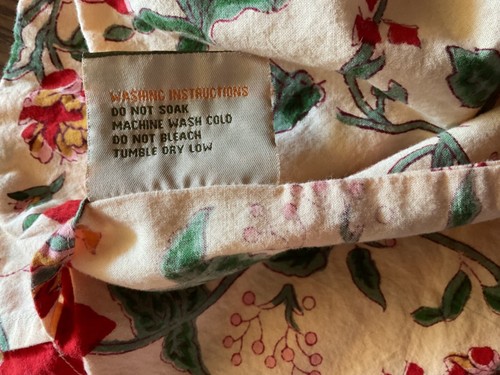 WASHING INSTRUCTIONS
DO NOT SOAK
MACHINE WASH COLD
DO NOT BLEACH
TUMBLE DRY LOW